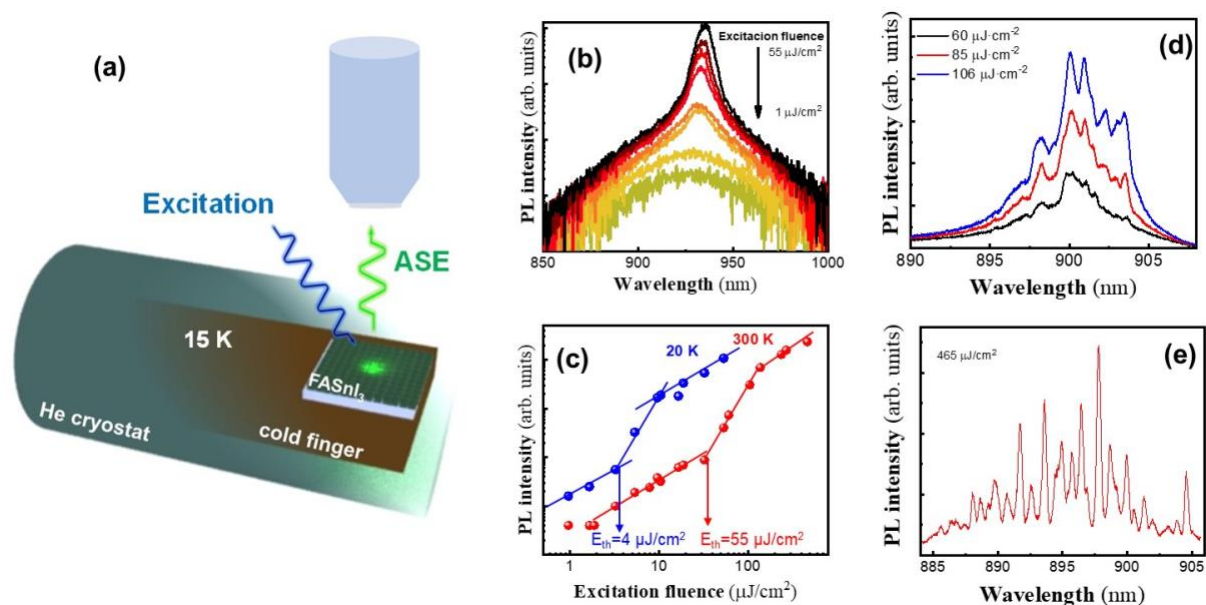 (a)
Excitation
ASE
15 K
FASnI₃
He cryostat
cold finger
(b)
Excitacion fluence
55 μJ/cm²
1 μJ/cm²
PL intensity (arb. units)
850 900 950 1000
Wavelength (nm)
(c)
20 K
300 K
PL intensity (arb. units)
Eₜₕ=4 μJ/cm²
Eₜₕ=55 μJ/cm²
1 10 100
Excitation fluence (μJ/cm²)
(d)
60 μJ·cm⁻²
85 μJ·cm⁻²
106 μJ·cm⁻²
PL intensity (arb. units)
890 895 900 905
Wavelength (nm)
(e)
465 μJ/cm²
PL intensity (arb. units)
885 890 895 900 905
Wavelength (nm)